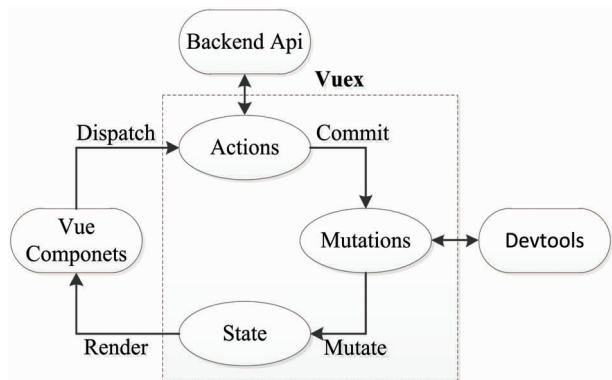 Backend Api
Vuex
Dispatch
Actions
Commit
Vue
Componets
Mutations
Devtools
Render
State
Mutate